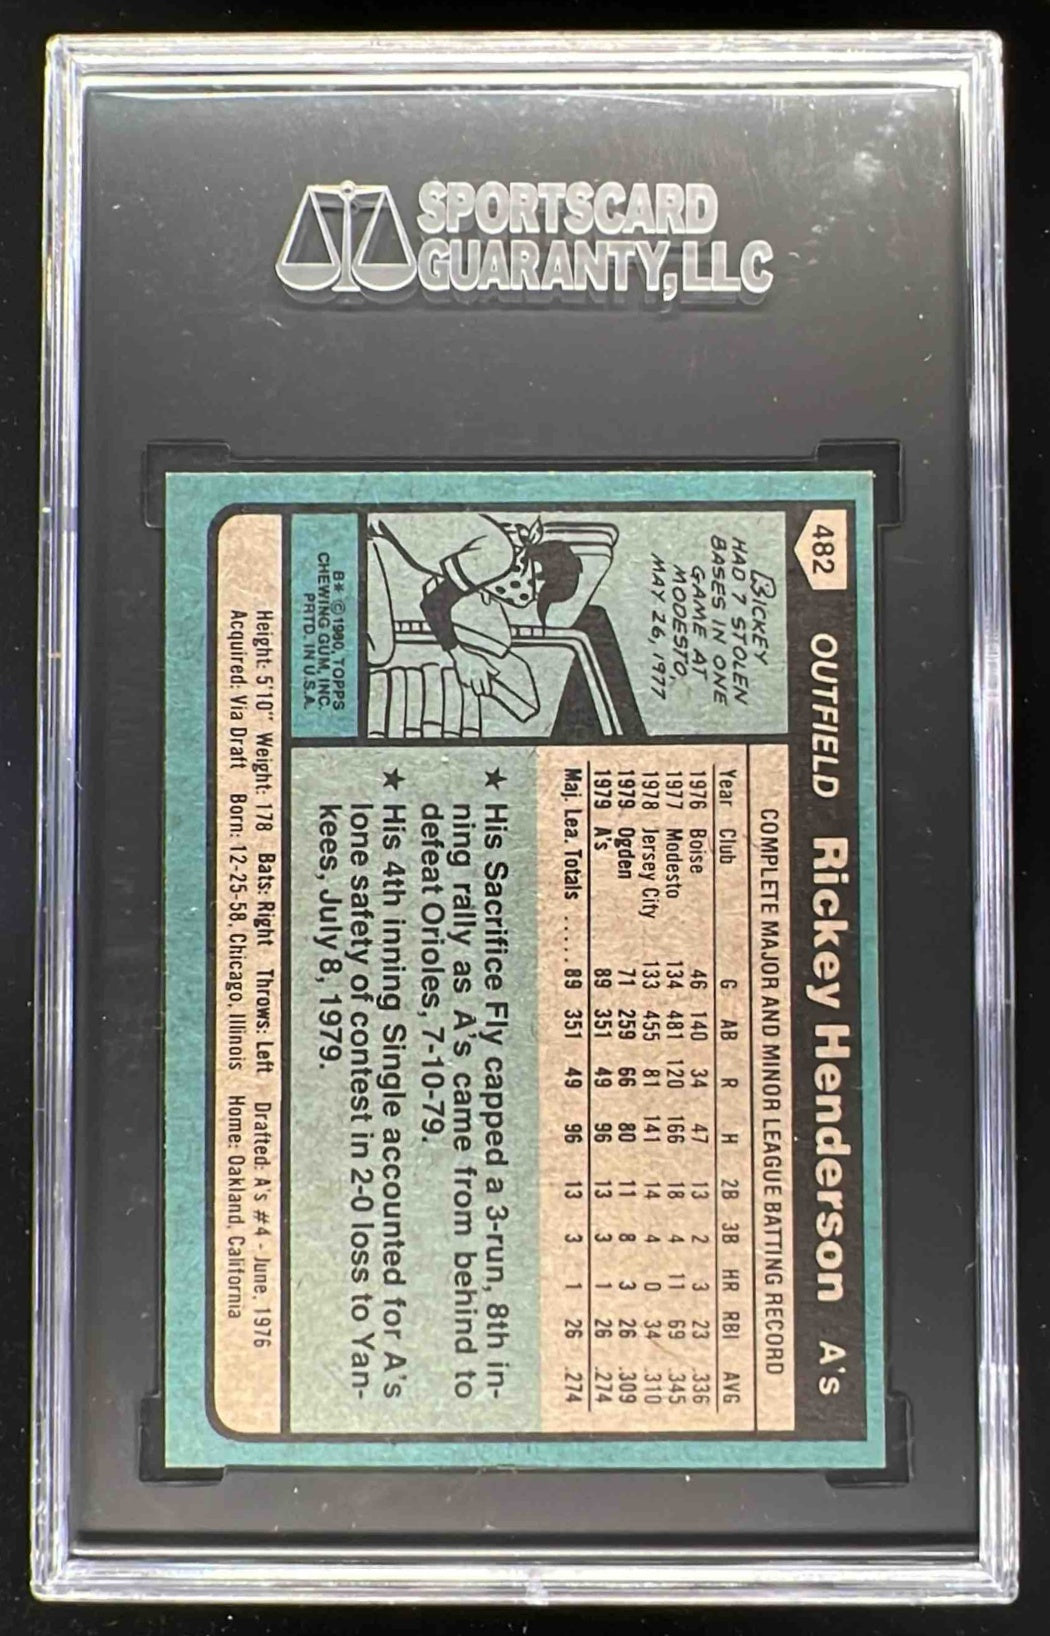 SPORTSCARD
GUARANTY, LLC
482 OUTFIELD Rickey Henderson A's
RICKEY
HAD 7 STOLEN
BASES IN ONE
GAME AT
MODESTO,
MAY 26, 1977
B* ©1980, TOPPS
CHEWING GUM, INC.
PRTD. IN U.S.A.
COMPLETE MAJOR AND MINOR LEAGUE BATTING RECORD
Year Club G AB R H 2B 3B HR RBI AVG
1976 Boise 46 140 34 47 13 2 3 23 .336
1977 Modesto 134 481 120 166 18 4 11 69 .345
1978 Jersey City 133 455 81 141 14 4 0 34 .310
1979 Ogden 71 259 66 80 11 8 3 26 .309
1979 A's 89 351 49 96 13 3 1 26 .274
Maj. Lea. Totals ..... 89 351 49 96 13 3 1 26 .274
★ His Sacrifice Fly capped a 3-run, 8th in-
ning rally as A's came from behind to
defeat Orioles, 7-10-79.
★ His 4th inning Single accounted for A's
lone safety of contest in 2-0 loss to Yan-
kees, July 8, 1979.
Height: 5'10" Weight: 178 Bats: Right Throws: Left Drafted: A's #4 - June, 1976
Acquired: Via Draft Born: 12-25-58, Chicago, Illinois Home: Oakland, California